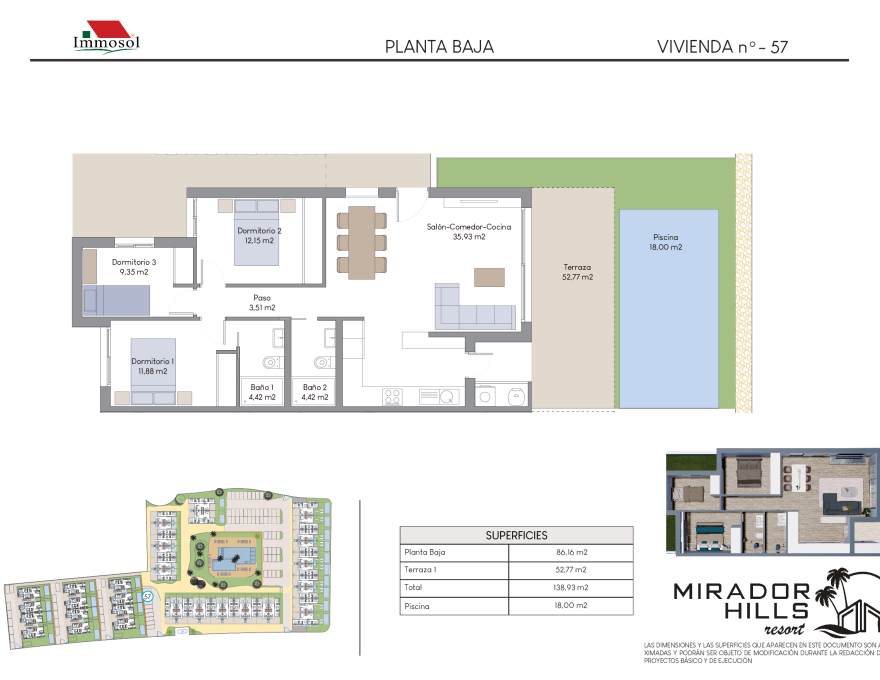 Immosol
PLANTA BAJA
VIVIENDA nº- 57
Dormitorio 2
12,15 m2
Salón-Comedor-Cocina
35,93 m2
Piscina
18,00 m2
Dormitorio 3
9,35 m2
Terraza
52,77 m2
Paso
3,51 m2
Dormitorio 1
11,88 m2
Baño 1
4,42 m2
Baño 2
4,42 m2
57
SUPERFICIES
Planta Baja 86,16 m2
Terraza 1 52,77 m2
Total 138,93 m2
Piscina 18,00 m2
MIRADOR
HILLS
resort
LAS DIMENSIONES Y LAS SUPERFICIES QUE APARECEN EN ESTE DOCUMENTO SON A
XIMADAS Y PODRÁN SER OBJETO DE MODIFICACIÓN DURANTE LA REDACCIÓN D
PROYECTOS BÁSICO Y DE EJECUCIÓN